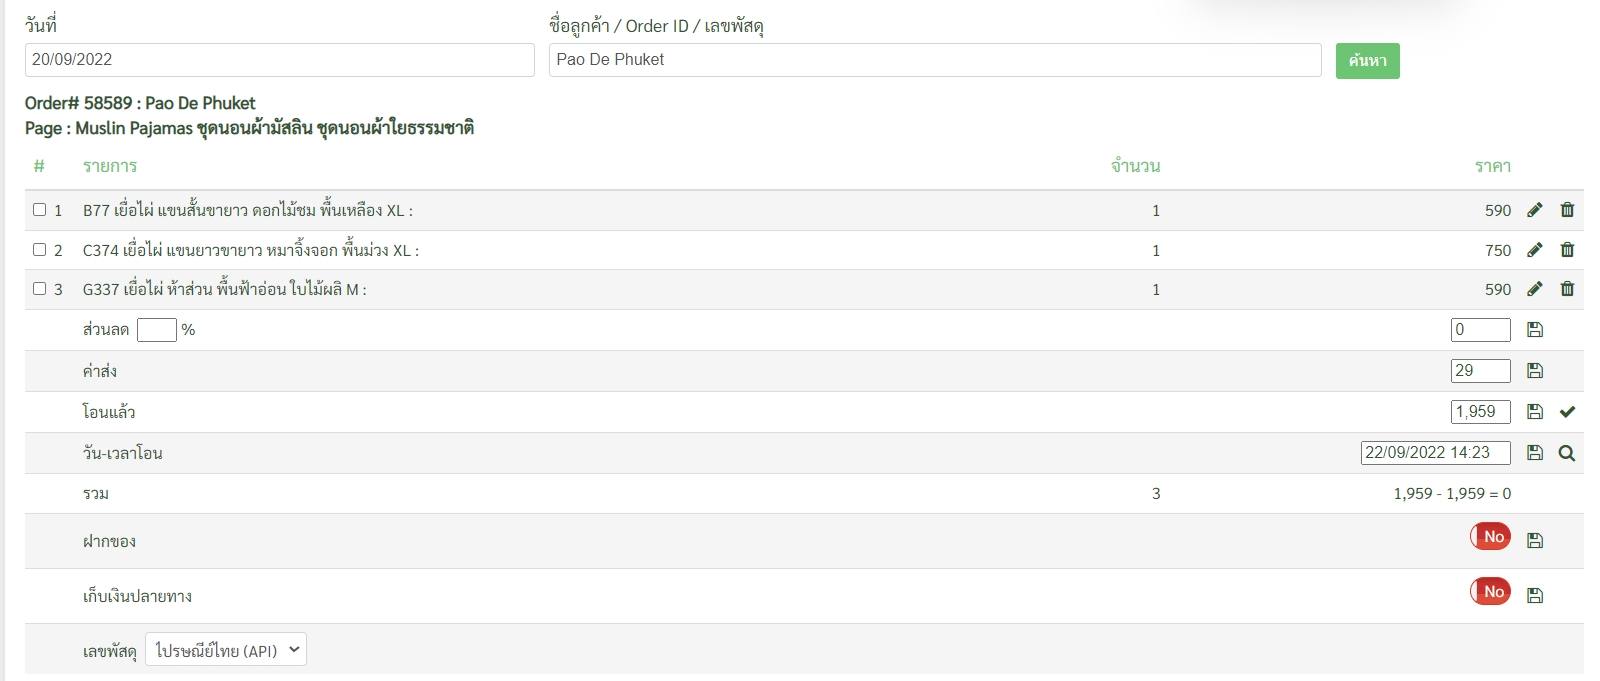 วันที่ ชื่อลูกค้า / Order ID / เลขพัสดุ
20/09/2022 Pao De Phuket ค้นหา
Order# 58589 : Pao De Phuket
Page : Muslin Pajamas ชุดนอนผ้ามัสลิน ชุดนอนผ้าใยธรรมชาติ
# รายการ จำนวน ราคา
1 B77 เยื่อไผ่ แขนสั้นขายาว ดอกไม้ชม พื้นเหลือง XL : 1 590
2 C374 เยื่อไผ่ แขนยาวขายาว หมาจิ้งจอก พื้นม่วง XL : 1 750
3 G337 เยื่อไผ่ ห้าส่วน พื้นฟ้าอ่อน ใบไม้ผลิ M : 1 590
ส่วนลด % 0
ค่าส่ง 29
โอนแล้ว 1,959
วัน-เวลาโอน 22/09/2022 14:23
รวม 3 1,959 - 1,959 = 0
ฝากของ No
เก็บเงินปลายทาง No
เลขพัสดุ ไปรษณีย์ไทย (API)